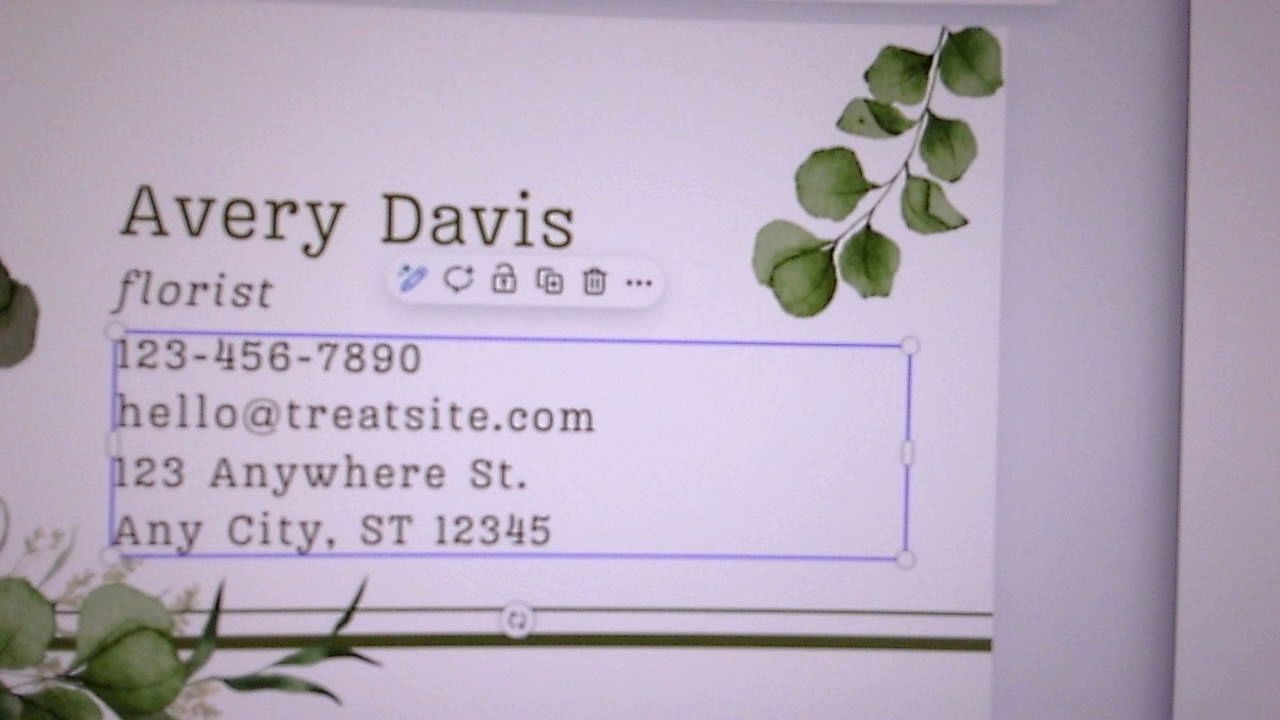 Avery Davis
florist
123-456-7890
hello@treatsite.com
123 Anywhere St.
Any City, ST 12345